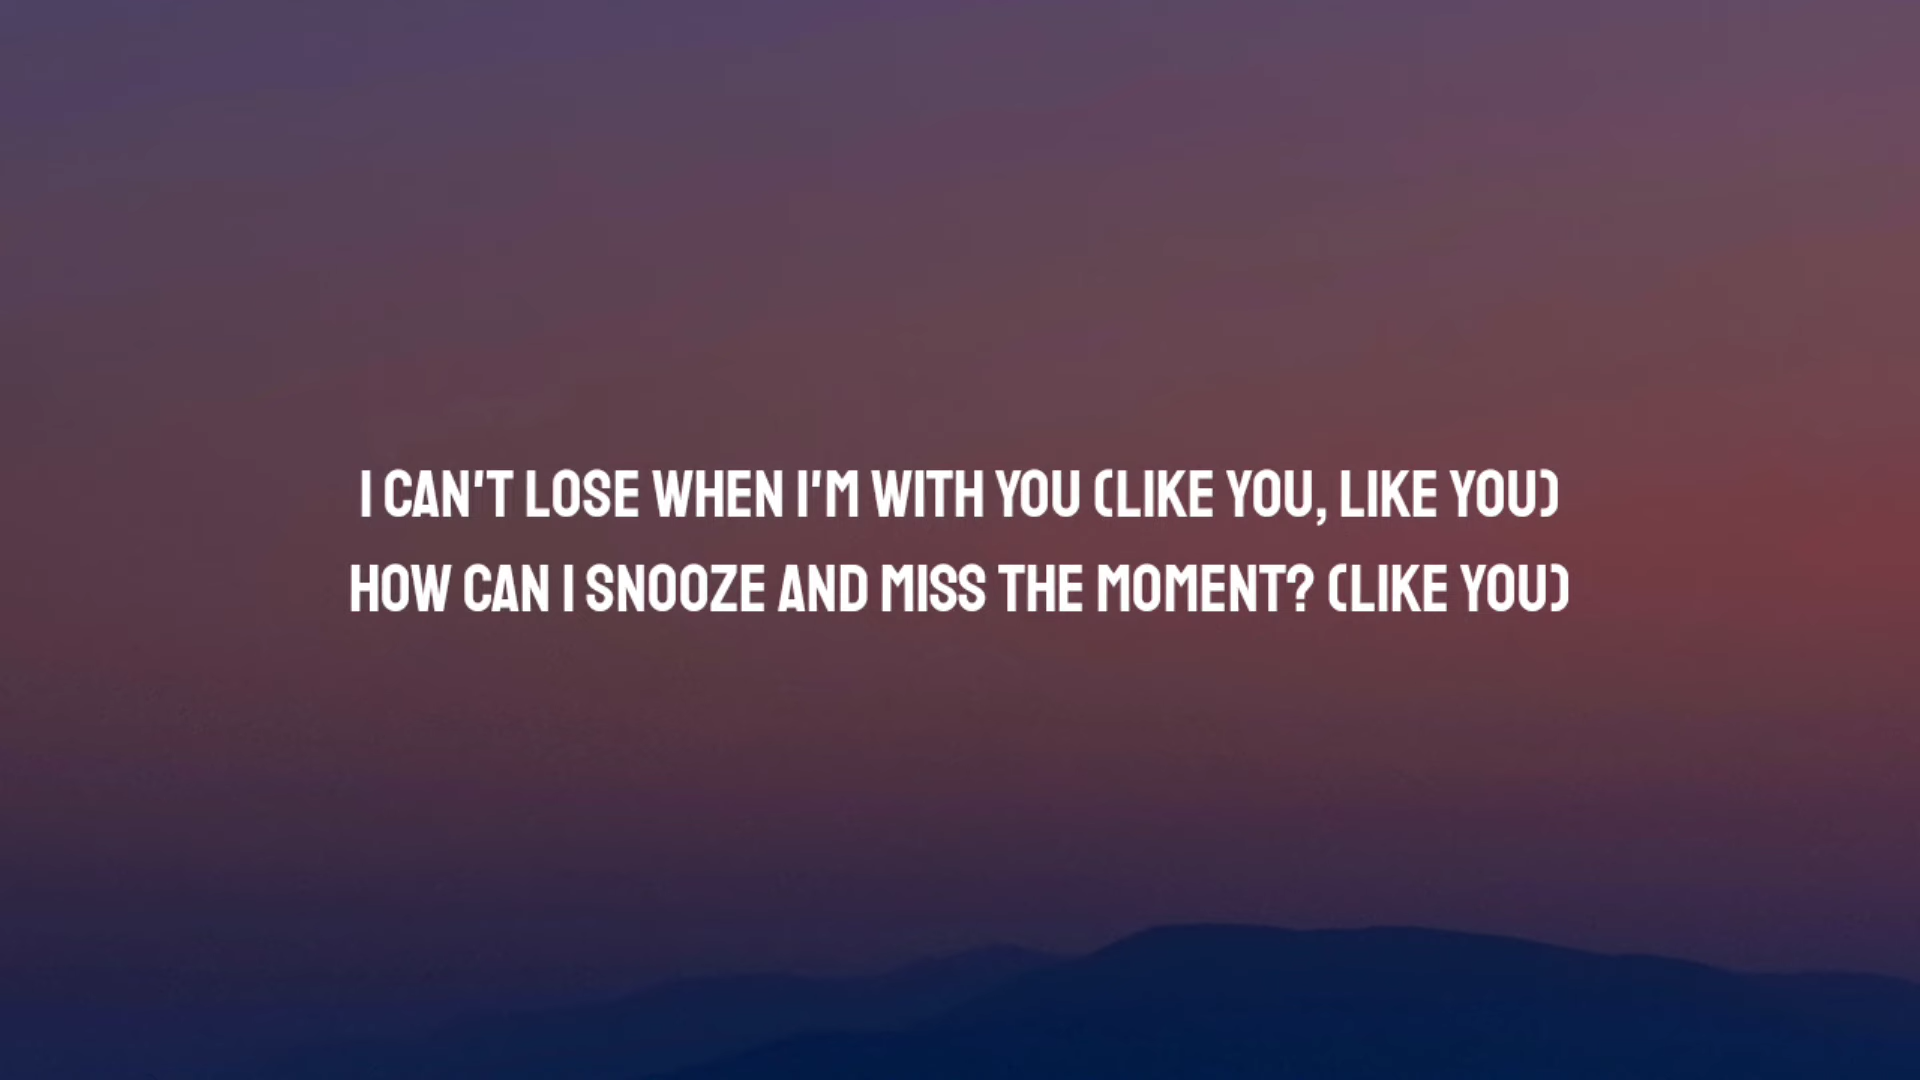 I CAN'T LOSE WHEN I'M WITH YOU (LIKE YOU, LIKE YOU)
HOW CAN I SNOOZE AND MISS THE MOMENT? (LIKE YOU)